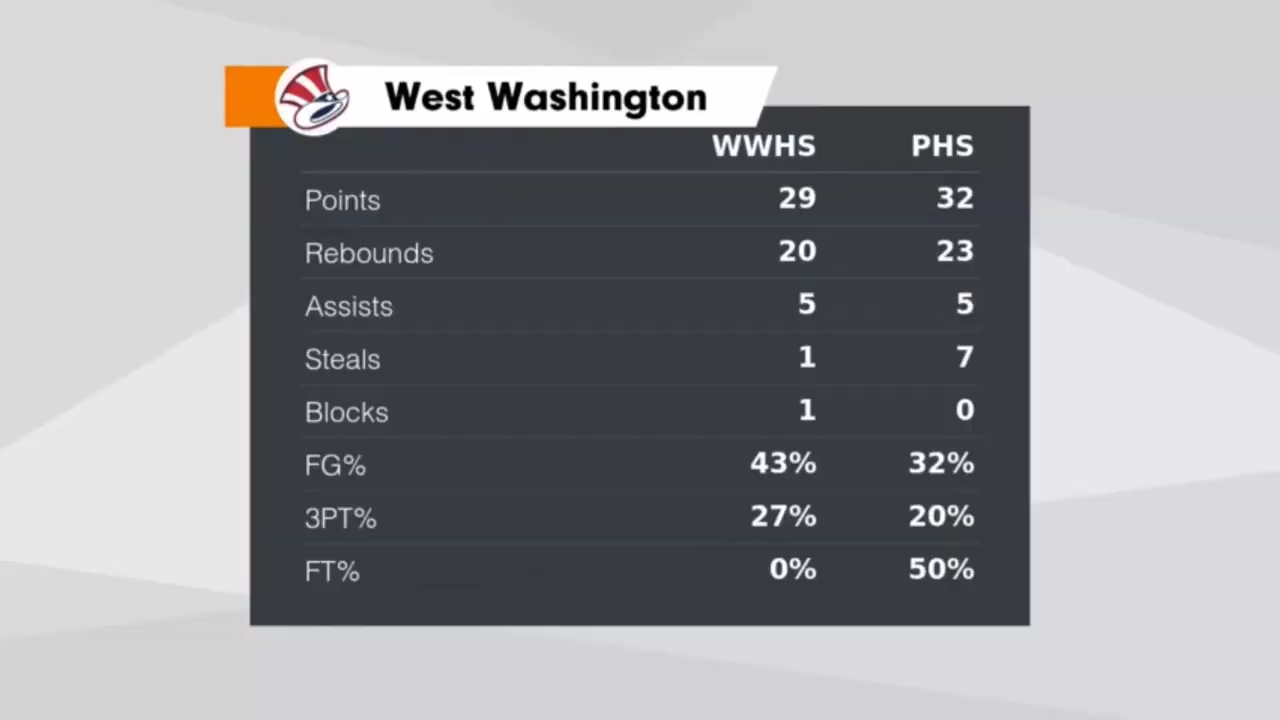 West Washington
WWHS PHS
Points 29 32
Rebounds 20 23
Assists 5 5
Steals 1 7
Blocks 1 0
FG% 43% 32%
3PT% 27% 20%
FT% 0% 50%